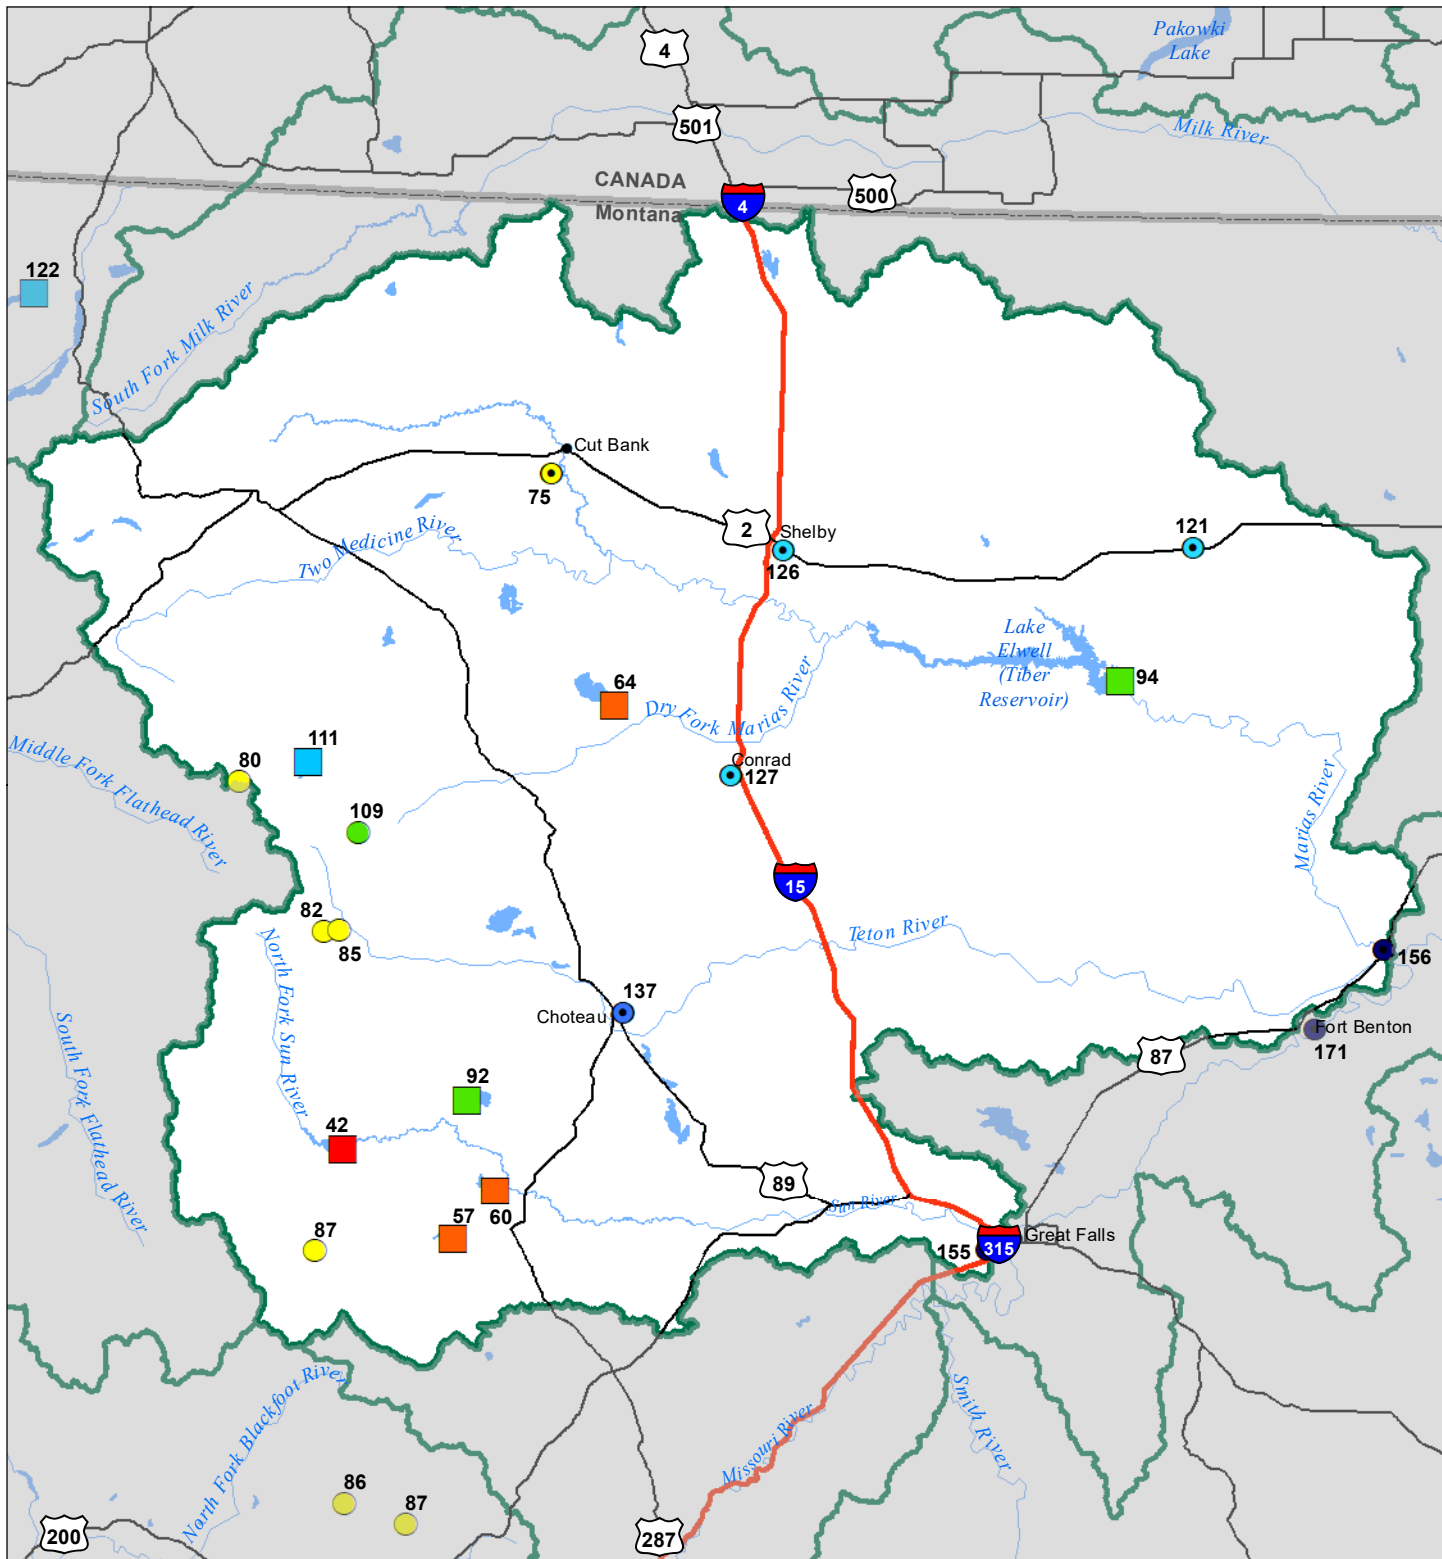 Pakowki
Lake
4
501
Milk River
CANADA
500
4
Montana
122
South Fork Milk River
Cut Bank
75
2
Shelby
121
Two Medicine River
126
Lake
Elwell
(Tiber
Reservoir)
64
94
Dry Fork Marias River
111
Middle Fork
Flathead River
80
Conrad
127
109
Marias River
15
82
85
Teton River
North Fork Sun River
156
137
Choteau
Fort Benton
171
87
South Fork Flathead River
92
42
89
60
57
Sun River
87
155
315
Great Falls
North Fork Blackfoot River
Missouri River
Smith River
86
87
200
287